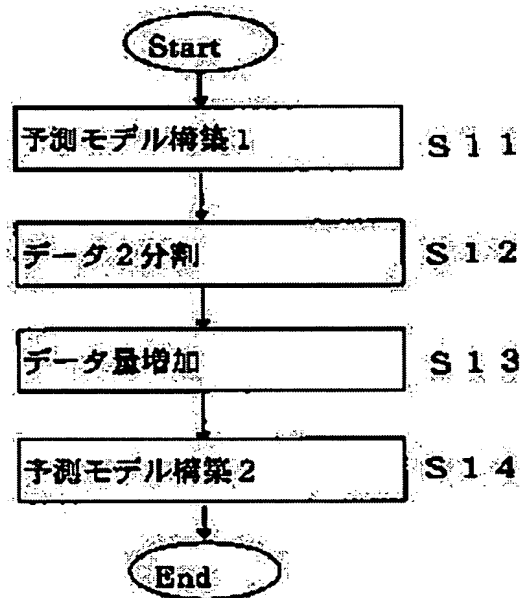 Start
予測モデル構築1
S11
データ2分割
S12
データ量増加
S13
予測モデル構築2
S14
End